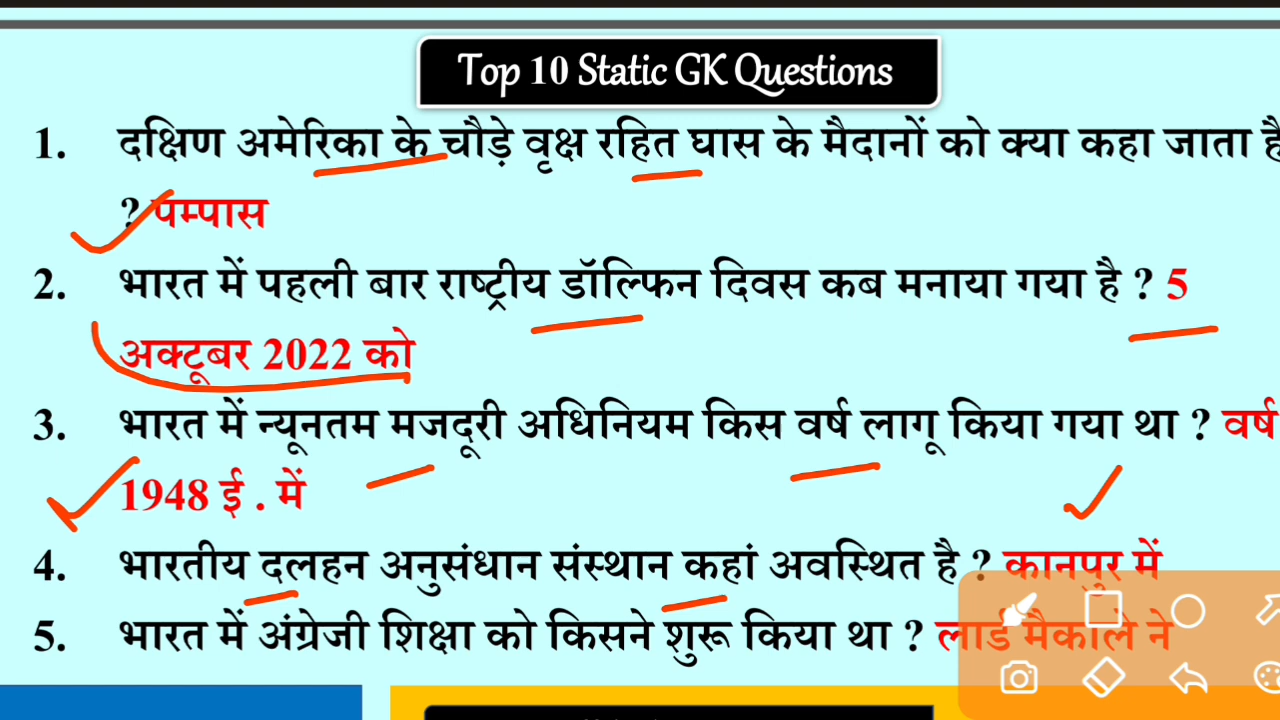 Top 10 Static GK Questions
1. दक्षिण अमेरिका के चौड़े वृक्ष रहित घास के मैदानों को क्या कहा जाता है
? पम्पास
2. भारत में पहली बार राष्ट्रीय डॉल्फिन दिवस कब मनाया गया है ? 5
अक्टूबर 2022 को
3. भारत में न्यूनतम मजदूरी अधिनियम किस वर्ष लागू किया गया था ? वर्ष
1948 ई . में
4. भारतीय दलहन अनुसंधान संस्थान कहां अवस्थित है ? कानपुर में
5. भारत में अंग्रेजी शिक्षा को किसने शुरू किया था ? लार्ड मैकाले ने